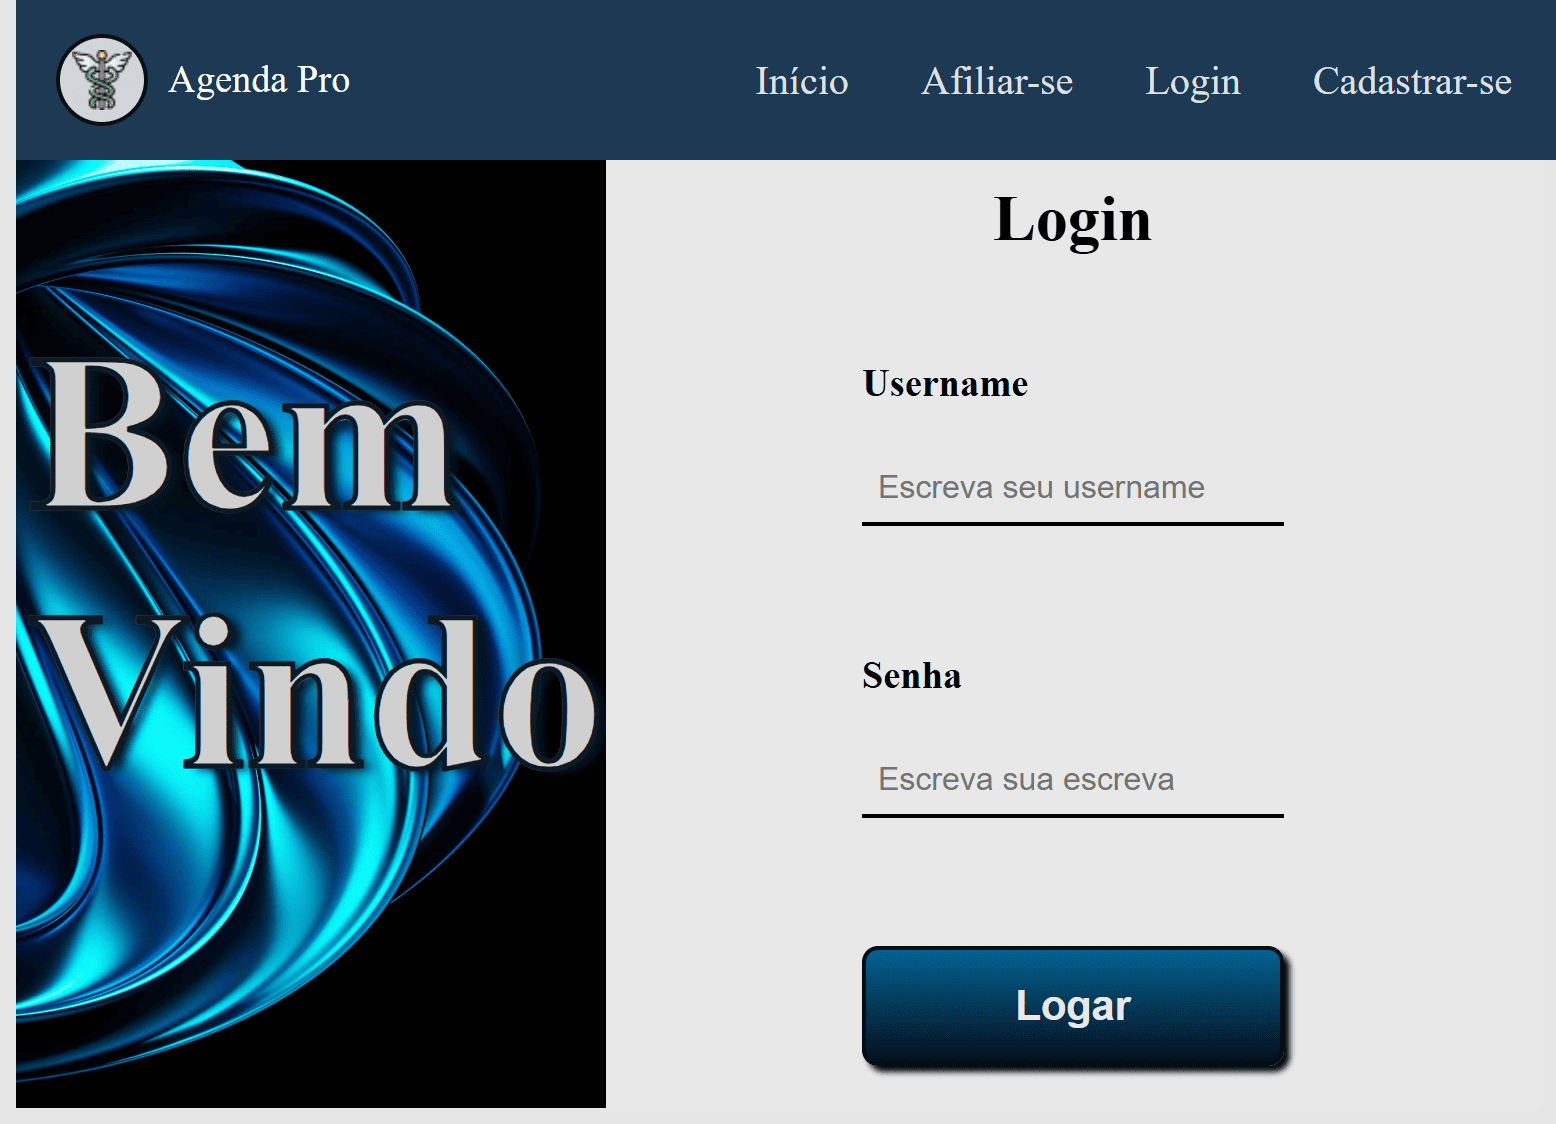 Agenda Pro
Início Afiliar-se Login Cadastrar-se
Bem
Vindo
Login
Username
Escreva seu username
Senha
Escreva sua escreva
Logar